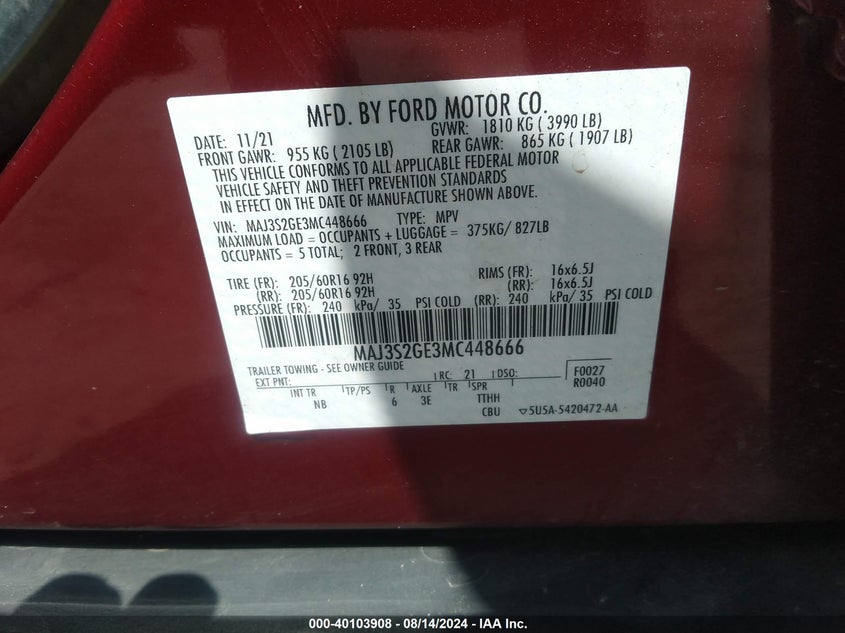 MFD. BY FORD MOTOR CO.
DATE: 11/21 GVWR: 1810 KG ( 3990 LB)
FRONT GAWR: 955 KG ( 2105 LB) REAR GAWR: 865 KG ( 1907 LB)
THIS VEHICLE CONFORMS TO ALL APPLICABLE FEDERAL MOTOR
VEHICLE SAFETY AND THEFT PREVENTION STANDARDS
IN EFFECT ON THE DATE OF MANUFACTURE SHOWN ABOVE.
VIN: MAJ3S2GE3MC448666 TYPE: MPV
MAXIMUM LOAD = OCCUPANTS + LUGGAGE = 375KG/ 827LB
OCCUPANTS = 5 TOTAL; 2 FRONT, 3 REAR
TIRE (FR): 205/60R16 92H RIMS (FR): 16x6.5J
(RR): 205/60R16 92H (RR): 16x6.5J
PRESSURE (FR): 240 kPa/ 35 PSI COLD (RR): 240 kPa/ 35 PSI COLD
MAJ3S2GE3MC448666
TRAILER TOWING - SEE OWNER GUIDE
EXT PNT: RC: 21 DSO: F0027
R0040
INT TR TP/PS R AXLE TR SPR
NB 6 3E TTHH
CBU ▽5U5A-5420472-AA
000-40103908 - 08/14/2024 - IAA Inc.